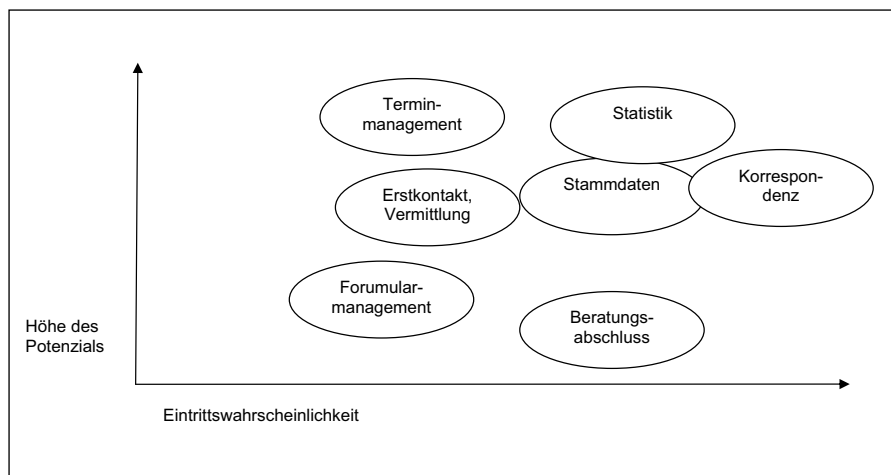 Termin-
management
Statistik
Erstkontakt,
Vermittlung
Stammdaten
Korrespon-
denz
Forumular-
management
Beratungs-
abschluss
Höhe des
Potenzials
Eintrittswahrscheinlichkeit